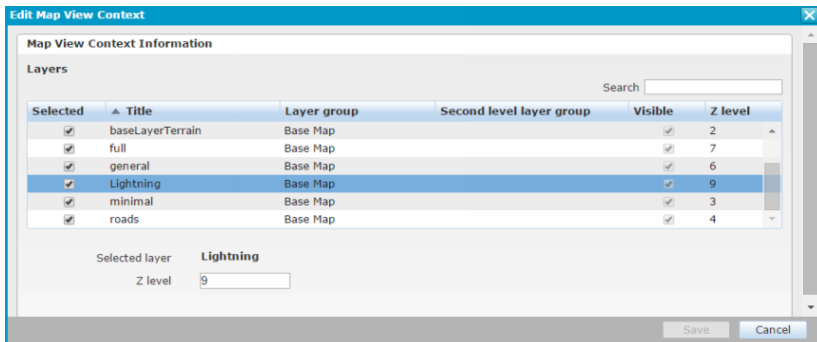 Edit Map View Context
Map View Context Information
Layers
Search
Selected Title Layer group Second level layer group Visible Z level
baseLayerTerrain Base Map 2
full Base Map 7
general Base Map 6
Lightning Base Map 9
minimal Base Map 3
roads Base Map 4
Selected layer Lightning
Z level 9
Save Cancel